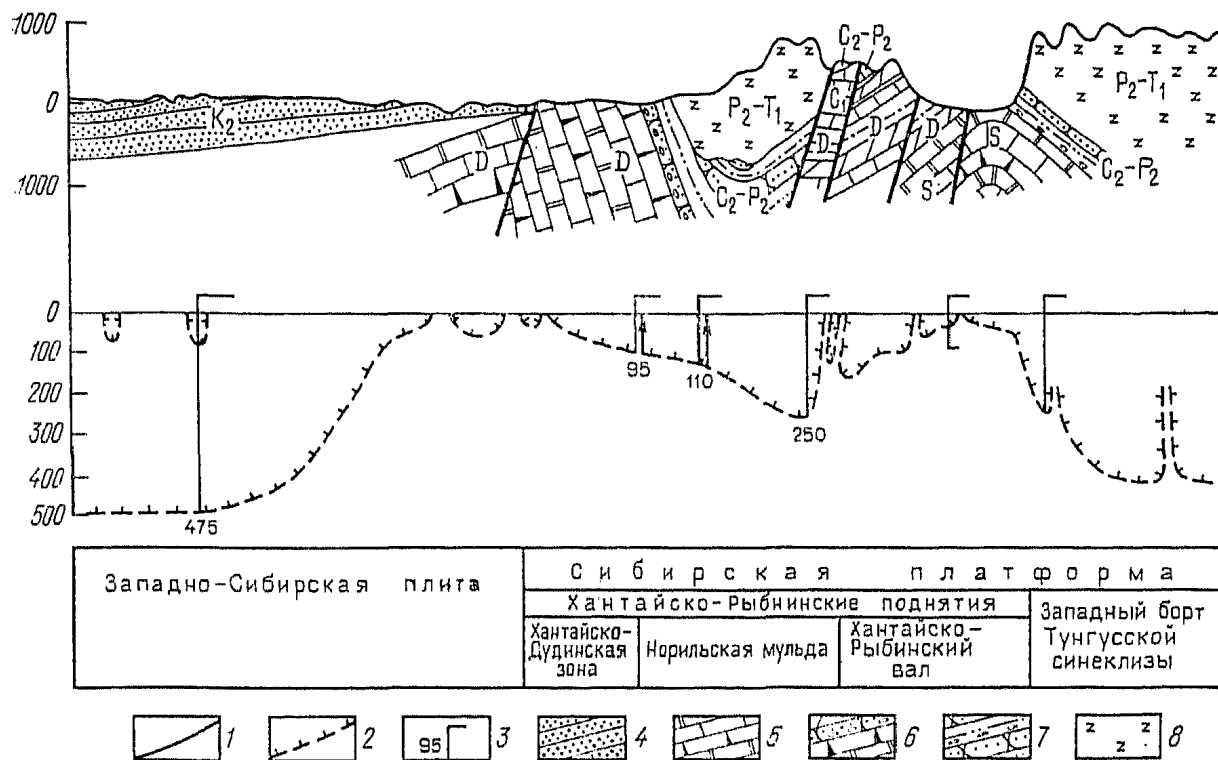 1000
0
1000
K₂
D
D
P₂-T₁
C₂-P₂
C₂-P₂
C₁
D
D
D
S
S
P₂-T₁
C₂-P₂
0
100
200
300
400
500
475
95
110
250
Западно-Сибирская плита
Сибирская платформа
Хантайско-Рыбнинские поднятия
Хантайско-
Дудинская
зона
Норильская мульда
Хантайско-
Рыбинский
вал
Западный борт
Тунгусской
синеклизы
1
2
95 3
4
5
6
7
8